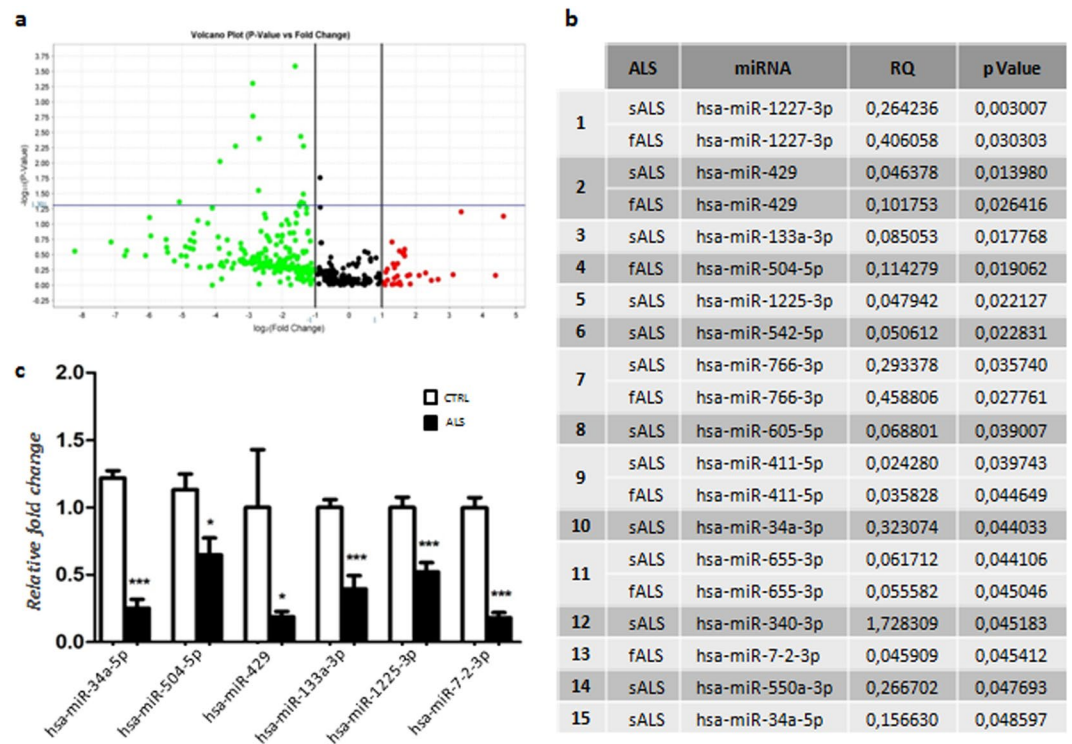 a
Volcano Plot (P-Value vs Fold Change)
-log₁₀(P-Value)
3.75
3.50
3.25
3.00
2.75
2.50
2.25
2.00
1.75
1.50
1.25
1.00
0.75
0.50
0.25
0.00
-0.25
-8 -7 -6 -5 -4 -3 -2 -1 0 1 2 3 4 5
-1 1
log₂(Fold Change)
b
ALS miRNA RQ p Value
1 sALS hsa-miR-1227-3p 0,264236 0,003007
fALS hsa-miR-1227-3p 0,406058 0,030303
2 sALS hsa-miR-429 0,046378 0,013980
fALS hsa-miR-429 0,101753 0,026416
3 sALS hsa-miR-133a-3p 0,085053 0,017768
4 fALS hsa-miR-504-5p 0,114279 0,019062
5 sALS hsa-miR-1225-3p 0,047942 0,022127
6 sALS hsa-miR-542-5p 0,050612 0,022831
7 sALS hsa-miR-766-3p 0,293378 0,035740
fALS hsa-miR-766-3p 0,458806 0,027761
8 sALS hsa-miR-605-5p 0,068801 0,039007
9 sALS hsa-miR-411-5p 0,024280 0,039743
fALS hsa-miR-411-5p 0,035828 0,044649
10 sALS hsa-miR-34a-3p 0,323074 0,044033
11 sALS hsa-miR-655-3p 0,061712 0,044106
fALS hsa-miR-655-3p 0,055582 0,045046
12 sALS hsa-miR-340-3p 1,728309 0,045183
13 fALS hsa-miR-7-2-3p 0,045909 0,045412
14 sALS hsa-miR-550a-3p 0,266702 0,047693
15 sALS hsa-miR-34a-5p 0,156630 0,048597
c
Relative fold change
2.0
1.5
1.0
0.5
0.0
CTRL
ALS
*** * * *** *** ***
hsa-miR-34a-5p
hsa-miR-504-5p
hsa-miR-429
hsa-miR-133a-3p
hsa-miR-1225-3p
hsa-miR-7-2-3p